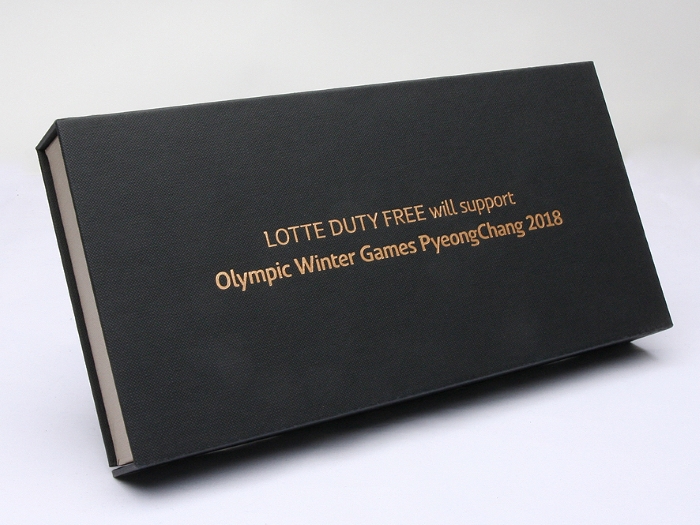 LOTTE DUTY FREE will support
Olympic Winter Games PyeongChang 2018